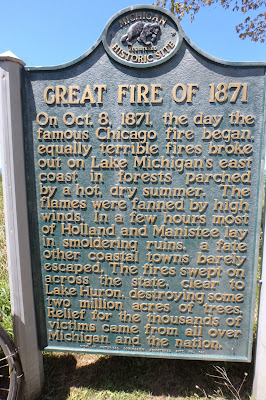 MICHIGAN
HISTORIC SITE
GREAT FIRE OF 1871
On Oct. 8, 1871, the day the
famous Chicago fire began,
equally terrible fires broke
out on Lake Michigan's east
coast in forests parched
by a hot, dry summer. The
flames were fanned by high
winds. In a few hours most
of Holland and Manistee lay
in smoldering ruins, a fate
other coastal towns barely
escaped. The fires swept on
across the state, clear to
Lake Huron, destroying some
two million acres of trees.
Relief for the thousands of
victims came from all over
Michigan and the nation.